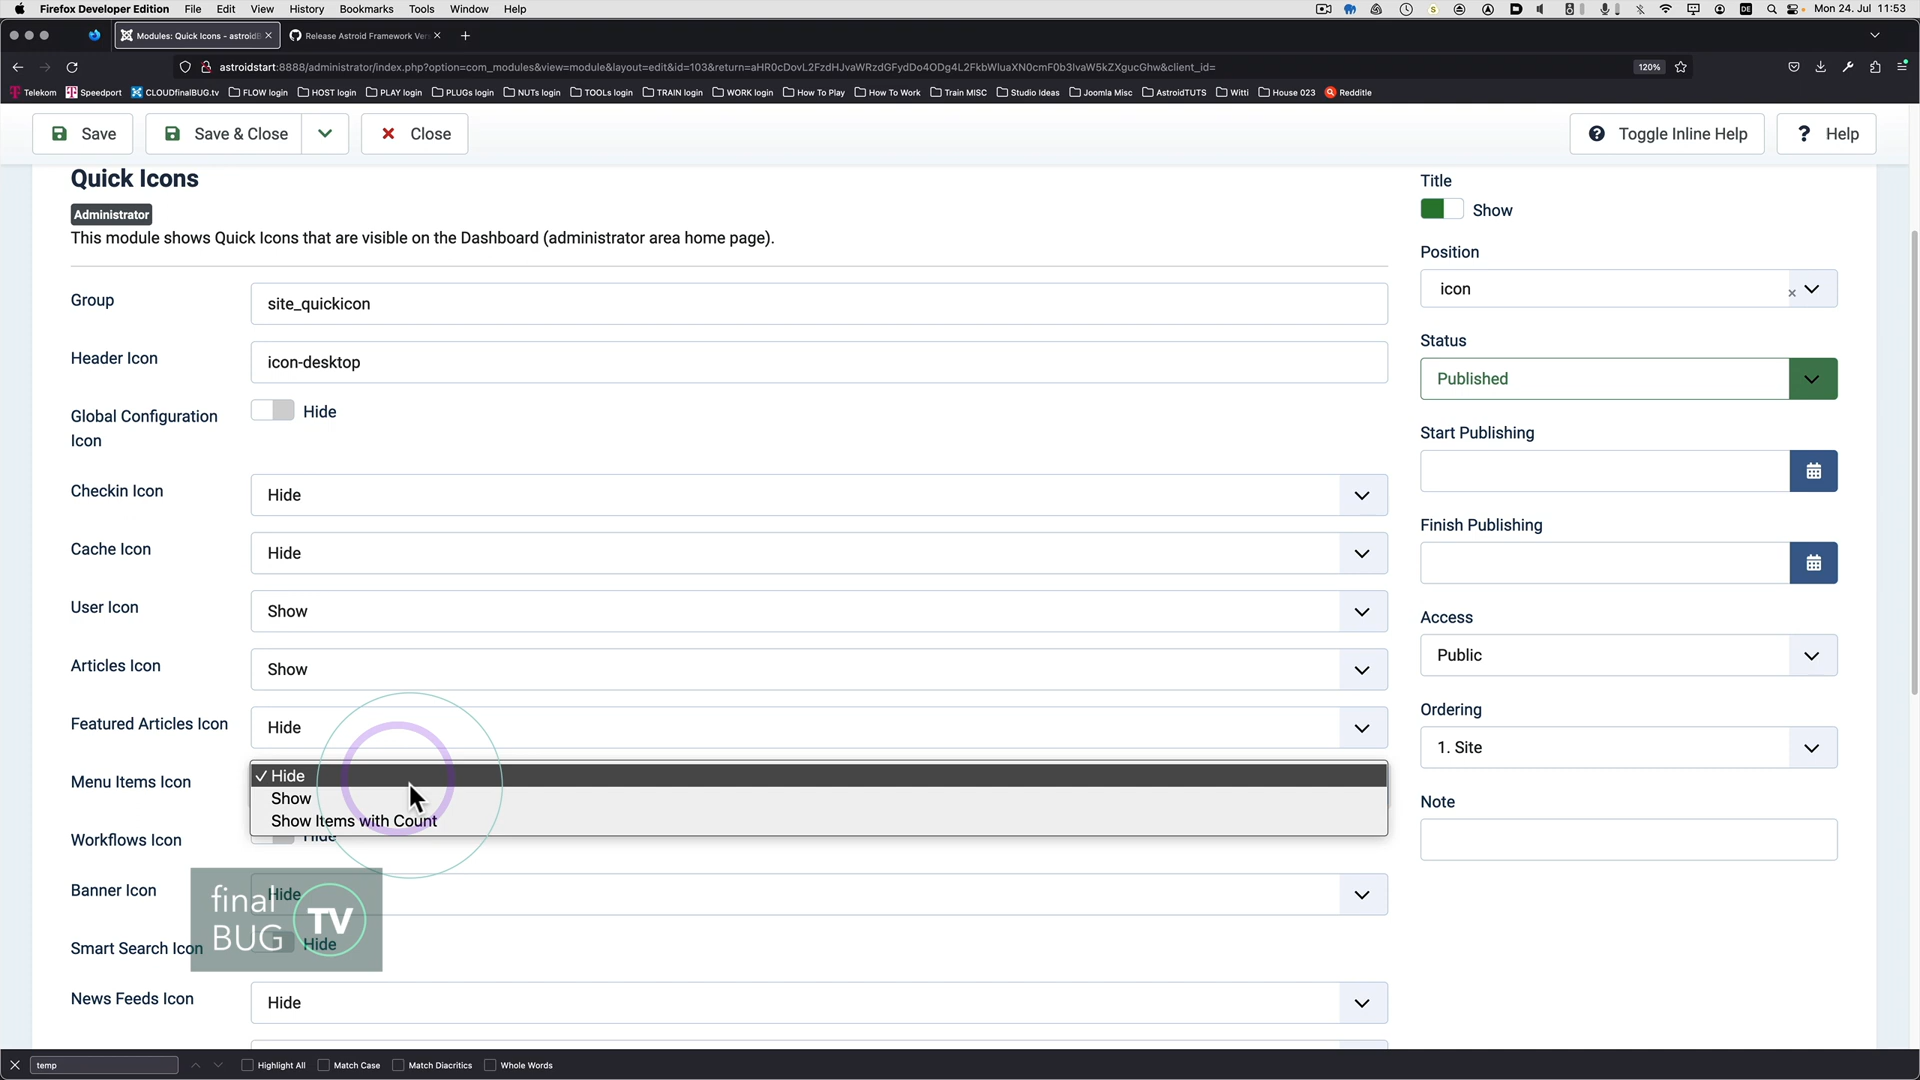 Firefox Developer Edition File Edit View History Bookmarks Tools Window Help
DE Mon 24. Jul 11:53
Modules: Quick Icons - astroidB
Release Astroid Framework Ver
astroidstart:8888/administrator/index.php?option=com_modules&view=module&layout=edit&id=103&return=aHR0cDovL2FzdHJvaWRzdGFydDo4ODg4L2FkbWluaXN0cmF0b3IvaW5kZXgucGhw&client_id=
120%
Telekom Speedport CLOUDfinalBUG.tv FLOW login HOST login PLAY login PLUGs login NUTs login TOOLs login TRAIN login WORK login How To Play How To Work Train MISC Studio Ideas Joomla Misc AstroidTUTS Witti House 023 Redditle
Save
Save & Close
Close
Toggle Inline Help
Help
Quick Icons
Administrator
This module shows Quick Icons that are visible on the Dashboard (administrator area home page).
Group
site_quickicon
Header Icon
icon-desktop
Global Configuration
Icon
Hide
Checkin Icon
Hide
Cache Icon
Hide
User Icon
Show
Articles Icon
Show
Featured Articles Icon
Hide
Menu Items Icon
Hide
Show
Show Items with Count
Workflows Icon
Hide
Banner Icon
Hide
Smart Search Icon
Hide
News Feeds Icon
Hide
final
BUG
TV
Title
Show
Position
icon
Status
Published
Start Publishing
Finish Publishing
Access
Public
Ordering
1. Site
Note
temp
Highlight All
Match Case
Match Diacritics
Whole Words